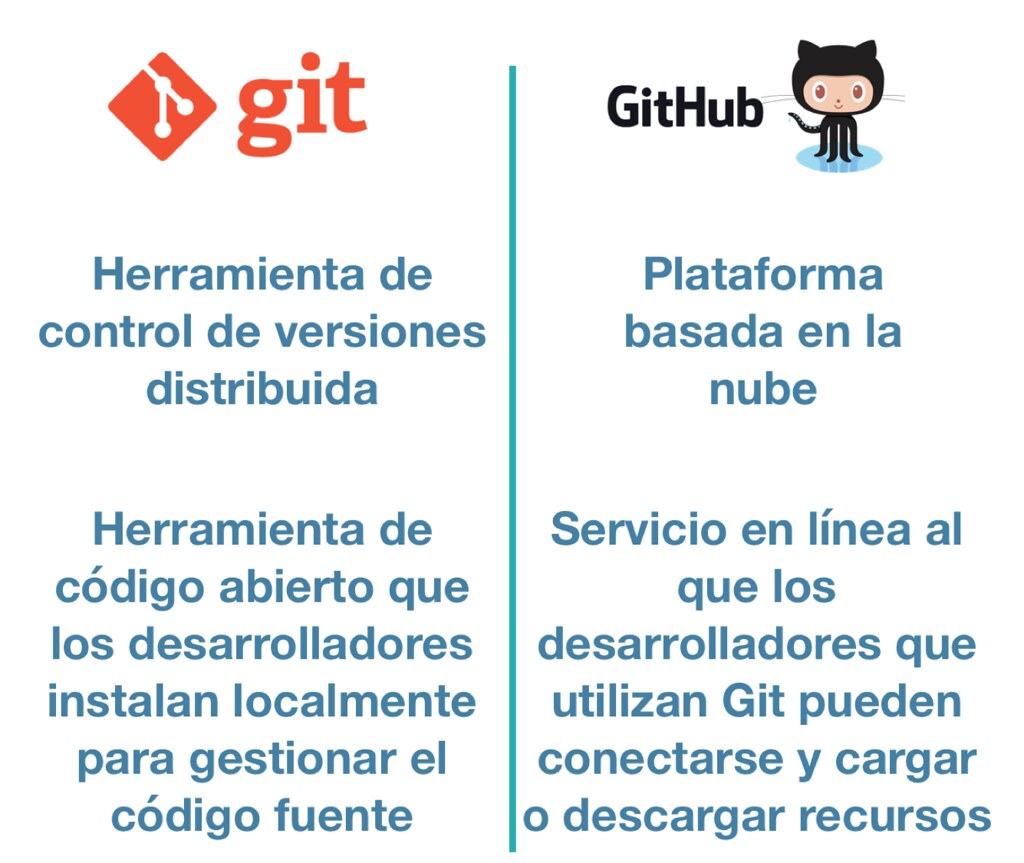 git
Herramienta de
control de versiones
distribuida
Herramienta de
código abierto que
los desarrolladores
instalan localmente
para gestionar el
código fuente
GitHub
Plataforma
basada en la
nube
Servicio en línea al
que los
desarrolladores que
utilizan Git pueden
conectarse y cargar
o descargar recursos